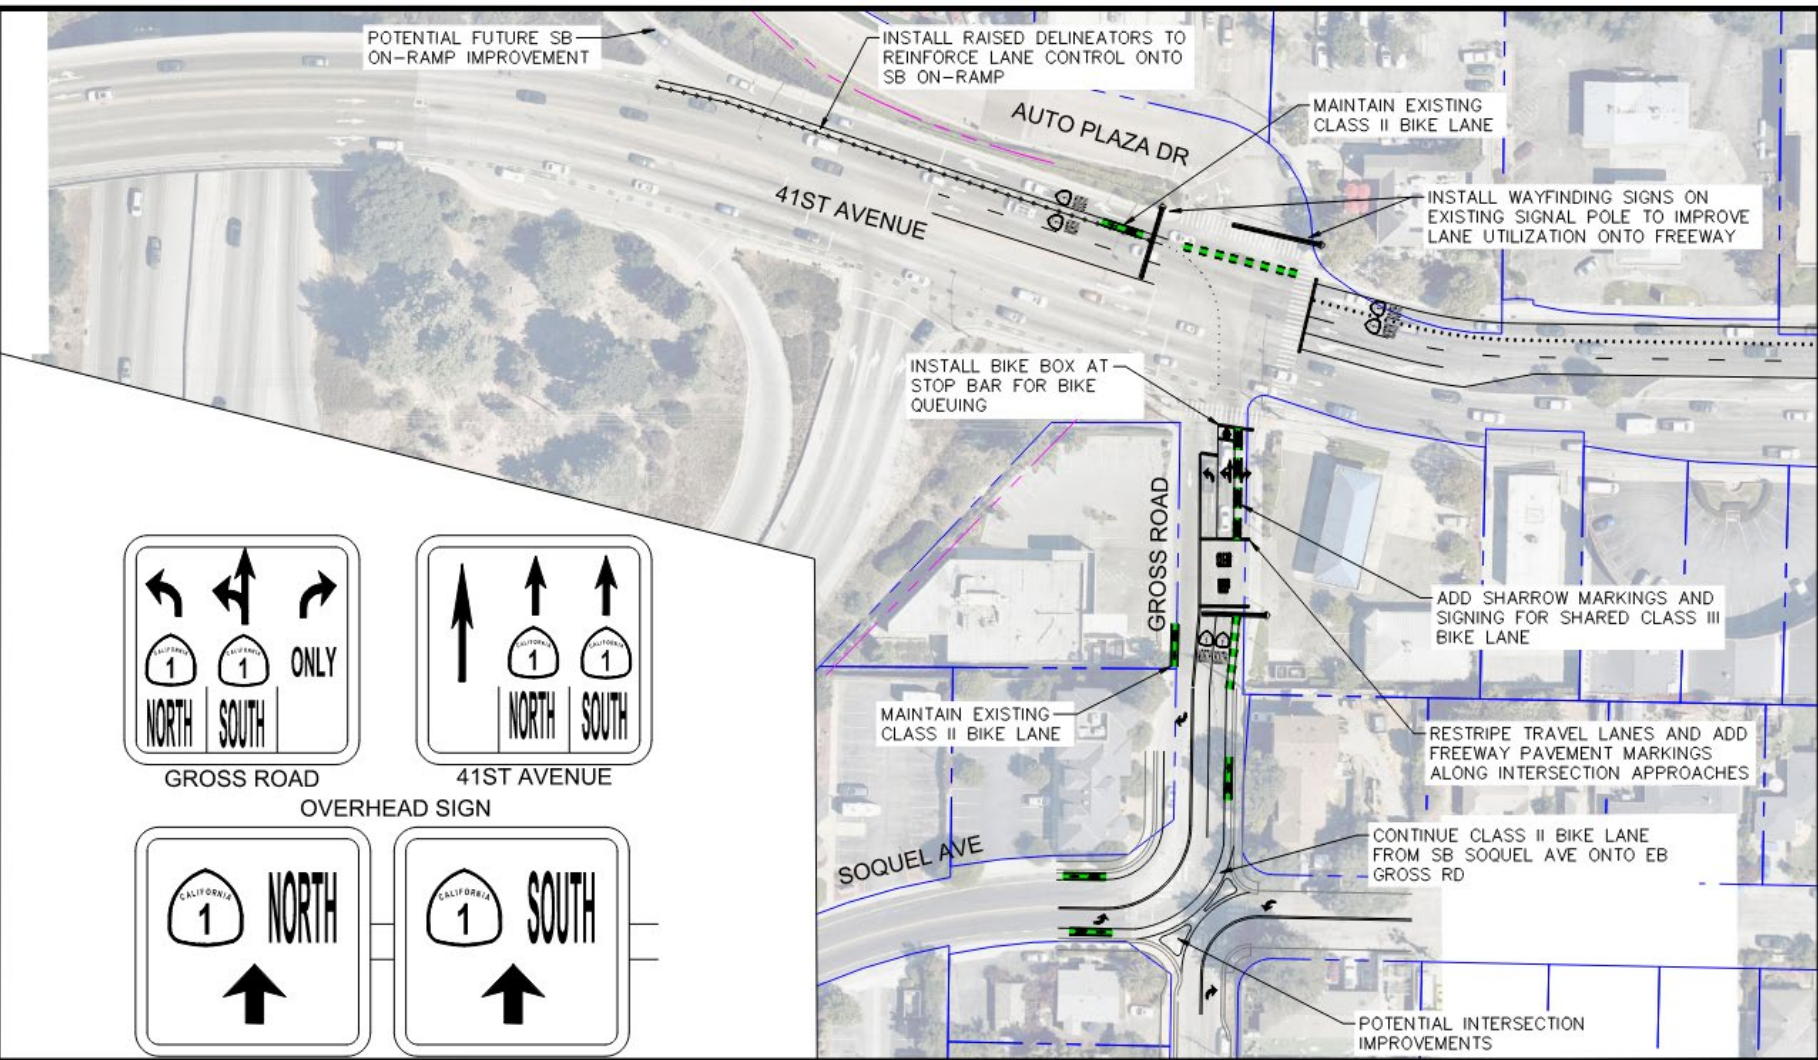 POTENTIAL FUTURE SB
ON-RAMP IMPROVEMENT
INSTALL RAISED DELINEATORS TO
REINFORCE LANE CONTROL ONTO
SB ON-RAMP
AUTO PLAZA DR
MAINTAIN EXISTING
CLASS II BIKE LANE
41ST AVENUE
INSTALL WAYFINDING SIGNS ON
EXISTING SIGNAL POLE TO IMPROVE
LANE UTILIZATION ONTO FREEWAY
INSTALL BIKE BOX AT
STOP BAR FOR BIKE
QUEUING
GROSS ROAD
ADD SHARROW MARKINGS AND
SIGNING FOR SHARED CLASS III
BIKE LANE
MAINTAIN EXISTING
CLASS II BIKE LANE
RESTRIPE TRAVEL LANES AND ADD
FREEWAY PAVEMENT MARKINGS
ALONG INTERSECTION APPROACHES
SOQUEL AVE
CONTINUE CLASS II BIKE LANE
FROM SB SOQUEL AVE ONTO EB
GROSS RD
POTENTIAL INTERSECTION
IMPROVEMENTS
CALIFORNIA CALIFORNIA
1 1 ONLY
NORTH SOUTH
GROSS ROAD
CALIFORNIA CALIFORNIA
1 1
NORTH SOUTH
41ST AVENUE
OVERHEAD SIGN
CALIFORNIA
1 NORTH
CALIFORNIA
1 SOUTH